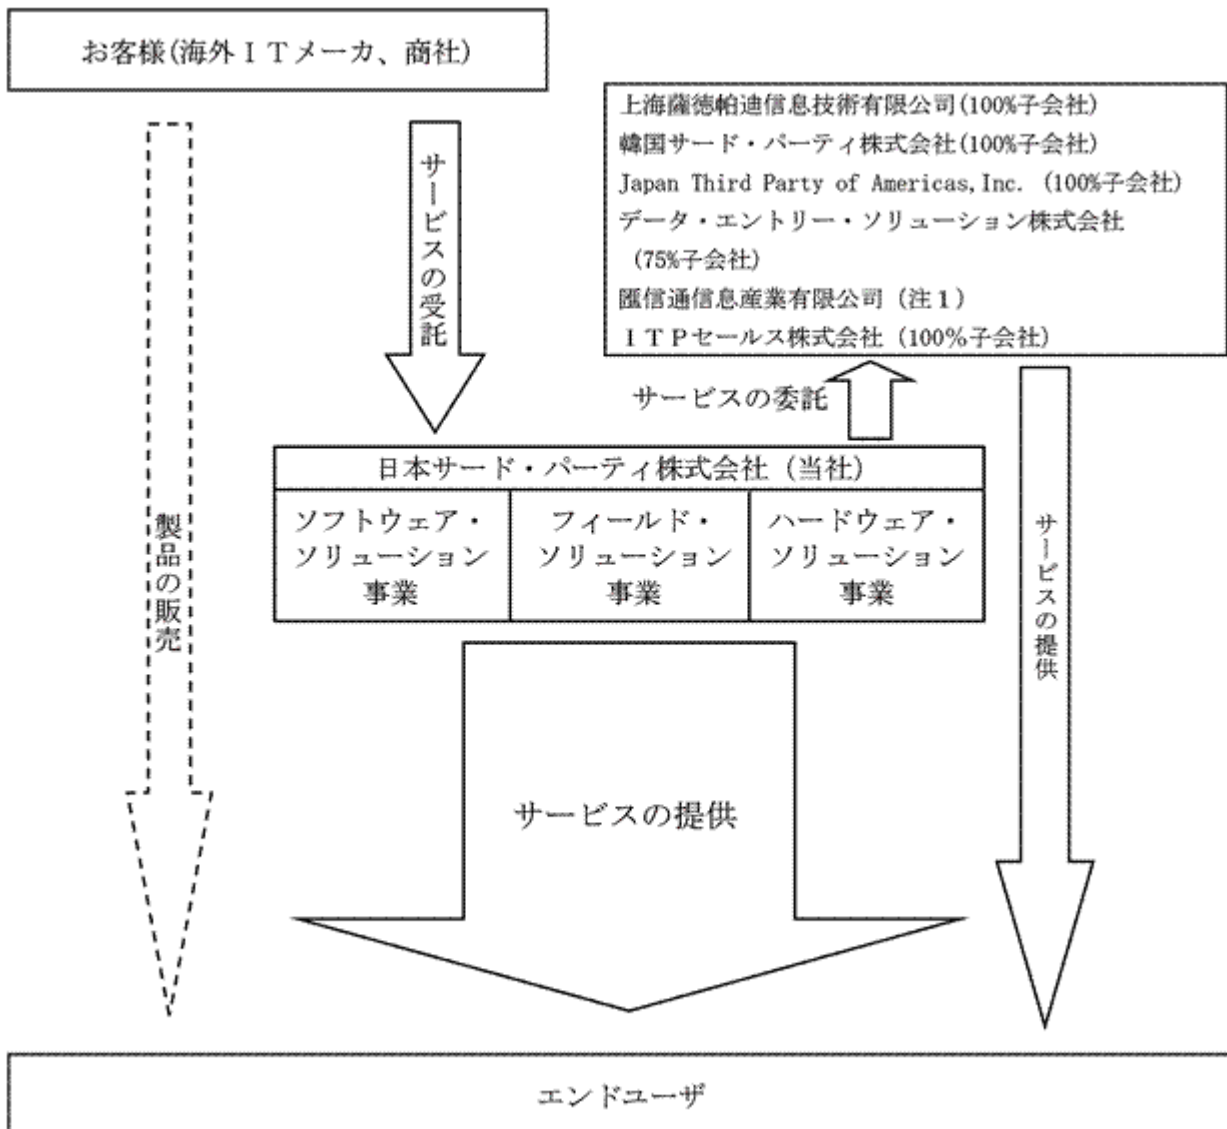 お客様(海外ＩＴメーカ、商社)
上海薩徳帕迪信息技術有限公司(100%子会社)
韓国サード・パーティ株式会社(100%子会社)
Japan Third Party of Americas,Inc. (100%子会社)
データ・エントリー・ソリューション株式会社
(75%子会社)
匯信通信息産業有限公司（注１）
ＩＴＰセールス株式会社（100%子会社）
サービスの受託
サービスの委託
日本サード・パーティ株式会社（当社）
ソフトウェア・
ソリューション
事業
フィールド・
ソリューション
事業
ハードウェア・
ソリューション
事業
製品の販売
サービスの提供
サービスの提供
エンドユーザ